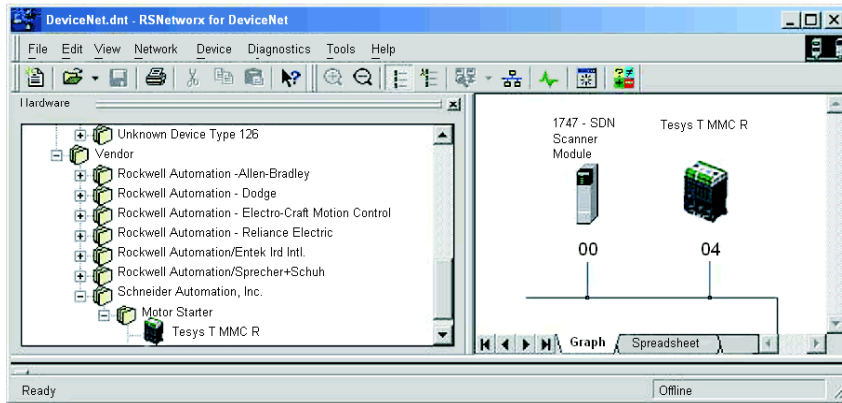 DeviceNet.dnt - RSNetworx for DeviceNet
File Edit View Network Device Diagnostics Tools Help
Hardware
Unknown Device Type 126
Vendor
Rockwell Automation -Allen-Bradley
Rockwell Automation - Dodge
Rockwell Automation - Electro-Craft Motion Control
Rockwell Automation - Reliance Electric
Rockwell Automation/Entek Ird Intl.
Rockwell Automation/Sprecher+Schuh
Schneider Automation, Inc.
Motor Starter
Tesys T MMC R
1747 - SDN
Scanner
Module
Tesys T MMC R
00
04
Graph
Spreadsheet
Ready
Offline